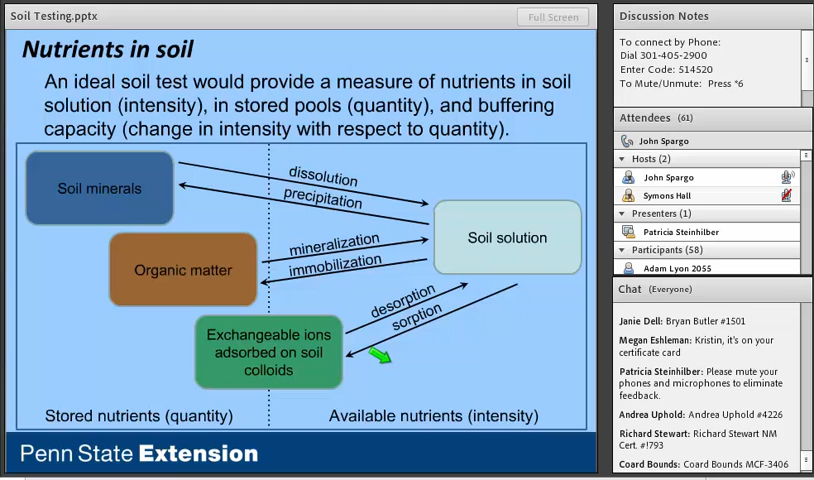 Soil Testing.pptx
Full Screen
Nutrients in soil
An ideal soil test would provide a measure of nutrients in soil
solution (intensity), in stored pools (quantity), and buffering
capacity (change in intensity with respect to quantity).
Soil minerals
dissolution
precipitation
Soil solution
Organic matter
mineralization
immobilization
desorption
sorption
Exchangeable ions
adsorbed on soil
colloids
Stored nutrients (quantity)
Available nutrients (intensity)
Penn State Extension
Discussion Notes
To connect by Phone:
Dial 301-405-2900
Enter Code: 514520
To Mute/Unmute: Press *6
Attendees (61)
John Spargo
Hosts (2)
John Spargo
Symons Hall
Presenters (1)
Patricia Steinhilber
Participants (58)
Adam Lyon 2055
Chat (Everyone)
Janie Dell: Bryan Butler #1501
Megan Eshleman: Kristin, it's on your
certificate card
Patricia Steinhilber: Please mute your
phones and microphones to eliminate
feedback.
Andrea Uphold: Andrea Uphold #4226
Richard Stewart: Richard Stewart NM
Cert. #!793
Coard Bounds: Coard Bounds MCF-3406